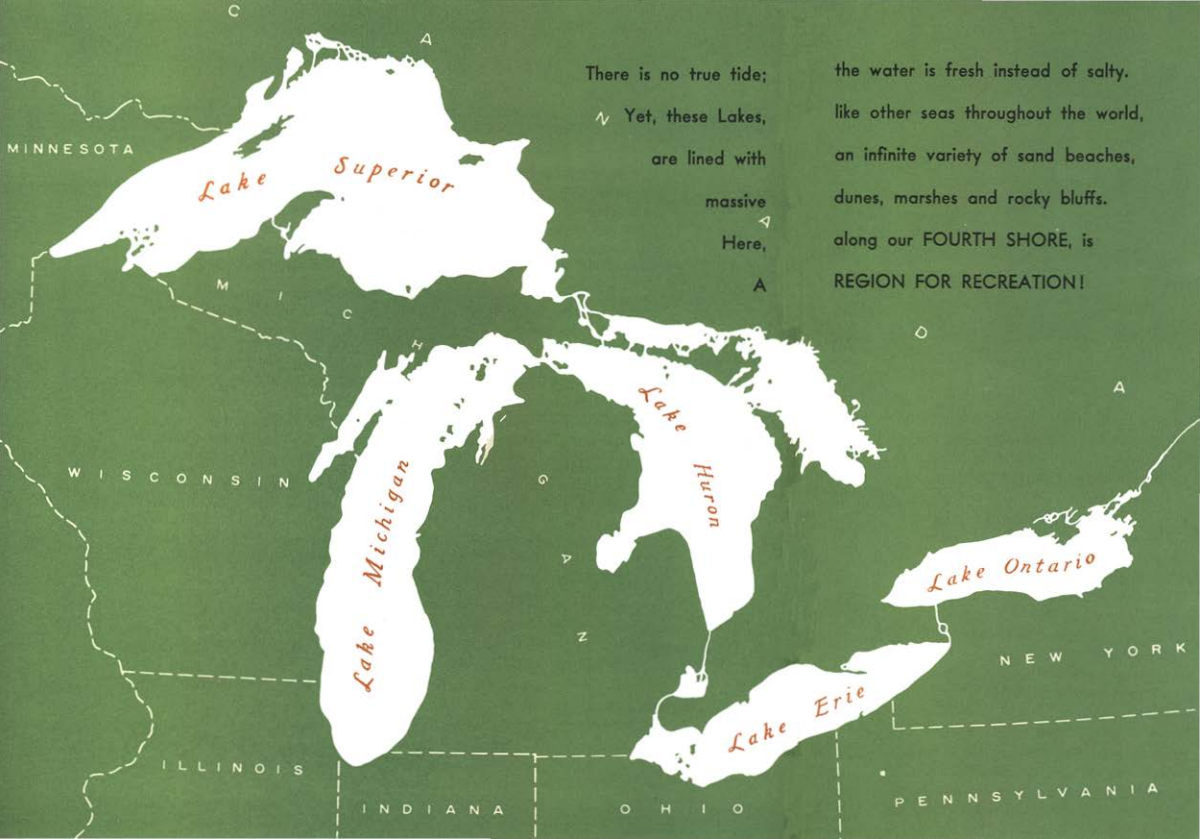 There is no true tide; the water is fresh instead of salty.
Yet, these Lakes, like other seas throughout the world,
are lined with an infinite variety of sand beaches,
massive dunes, marshes and rocky bluffs.
Here, along our FOURTH SHORE, is
A REGION FOR RECREATION!
CANADA
MINNESOTA
Lake Superior
MICHIGAN
WISCONSIN
Lake Michigan
Lake Huron
Lake Ontario
NEW YORK
Lake Erie
ILLINOIS
INDIANA
OHIO
PENNSYLVANIA